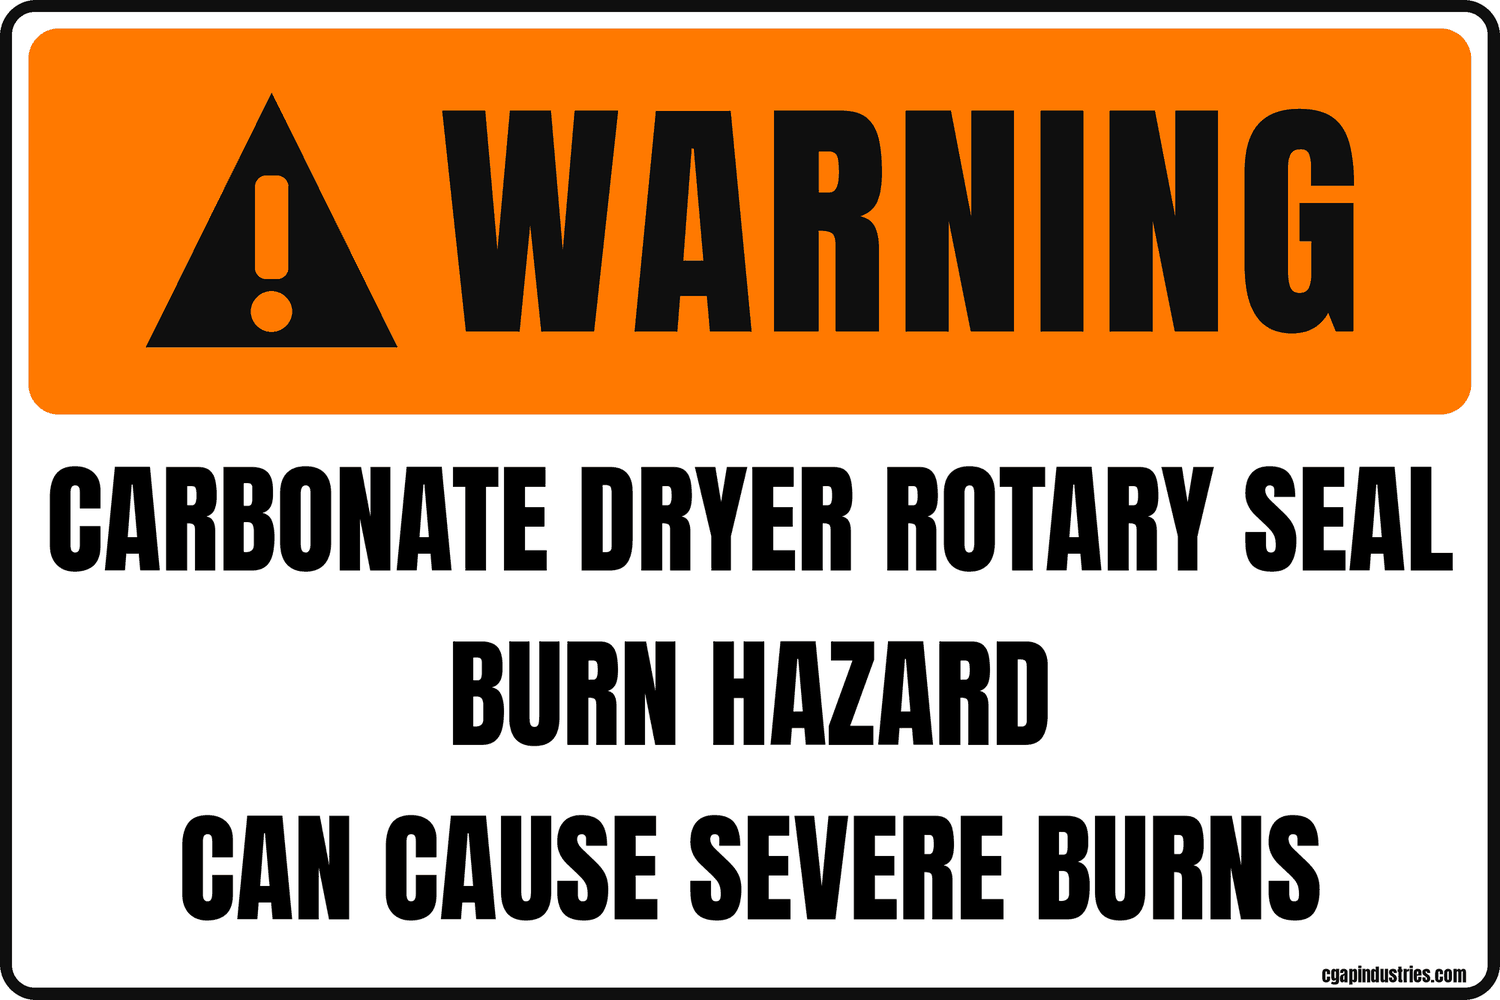 WARNING
CARBONATE DRYER ROTARY SEAL
BURN HAZARD
CAN CAUSE SEVERE BURNS
cgapindustries.com